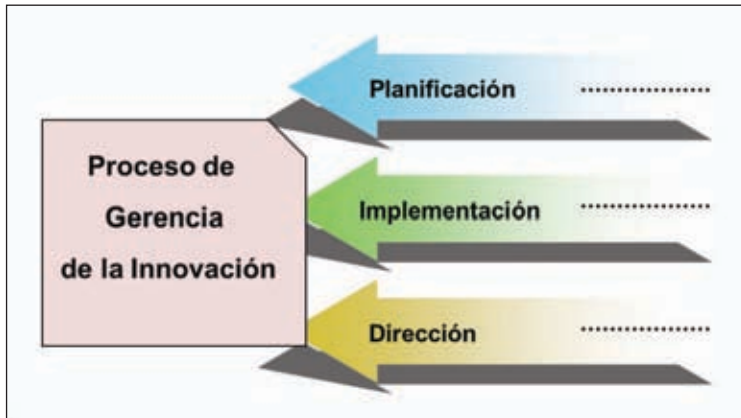 Proceso de
Gerencia
de la Innovación
Planificación
Implementación
Dirección